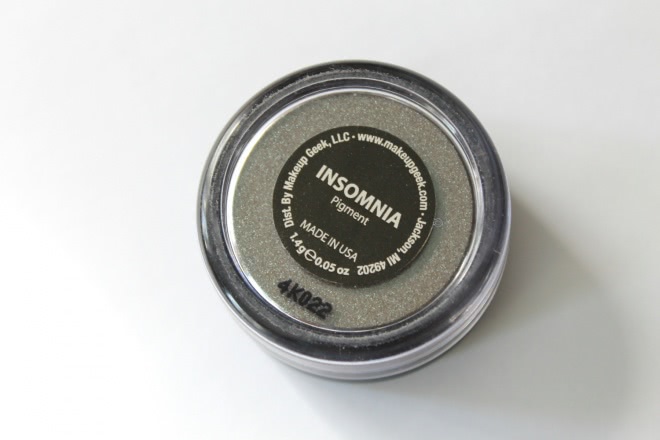 Dist. By Makeup Geek, LLC • www.makeupgeek.com • Jackson, MI 49202
INSOMNIA
Pigment
MADE IN USA
1.4g℮0.05 oz
4K022